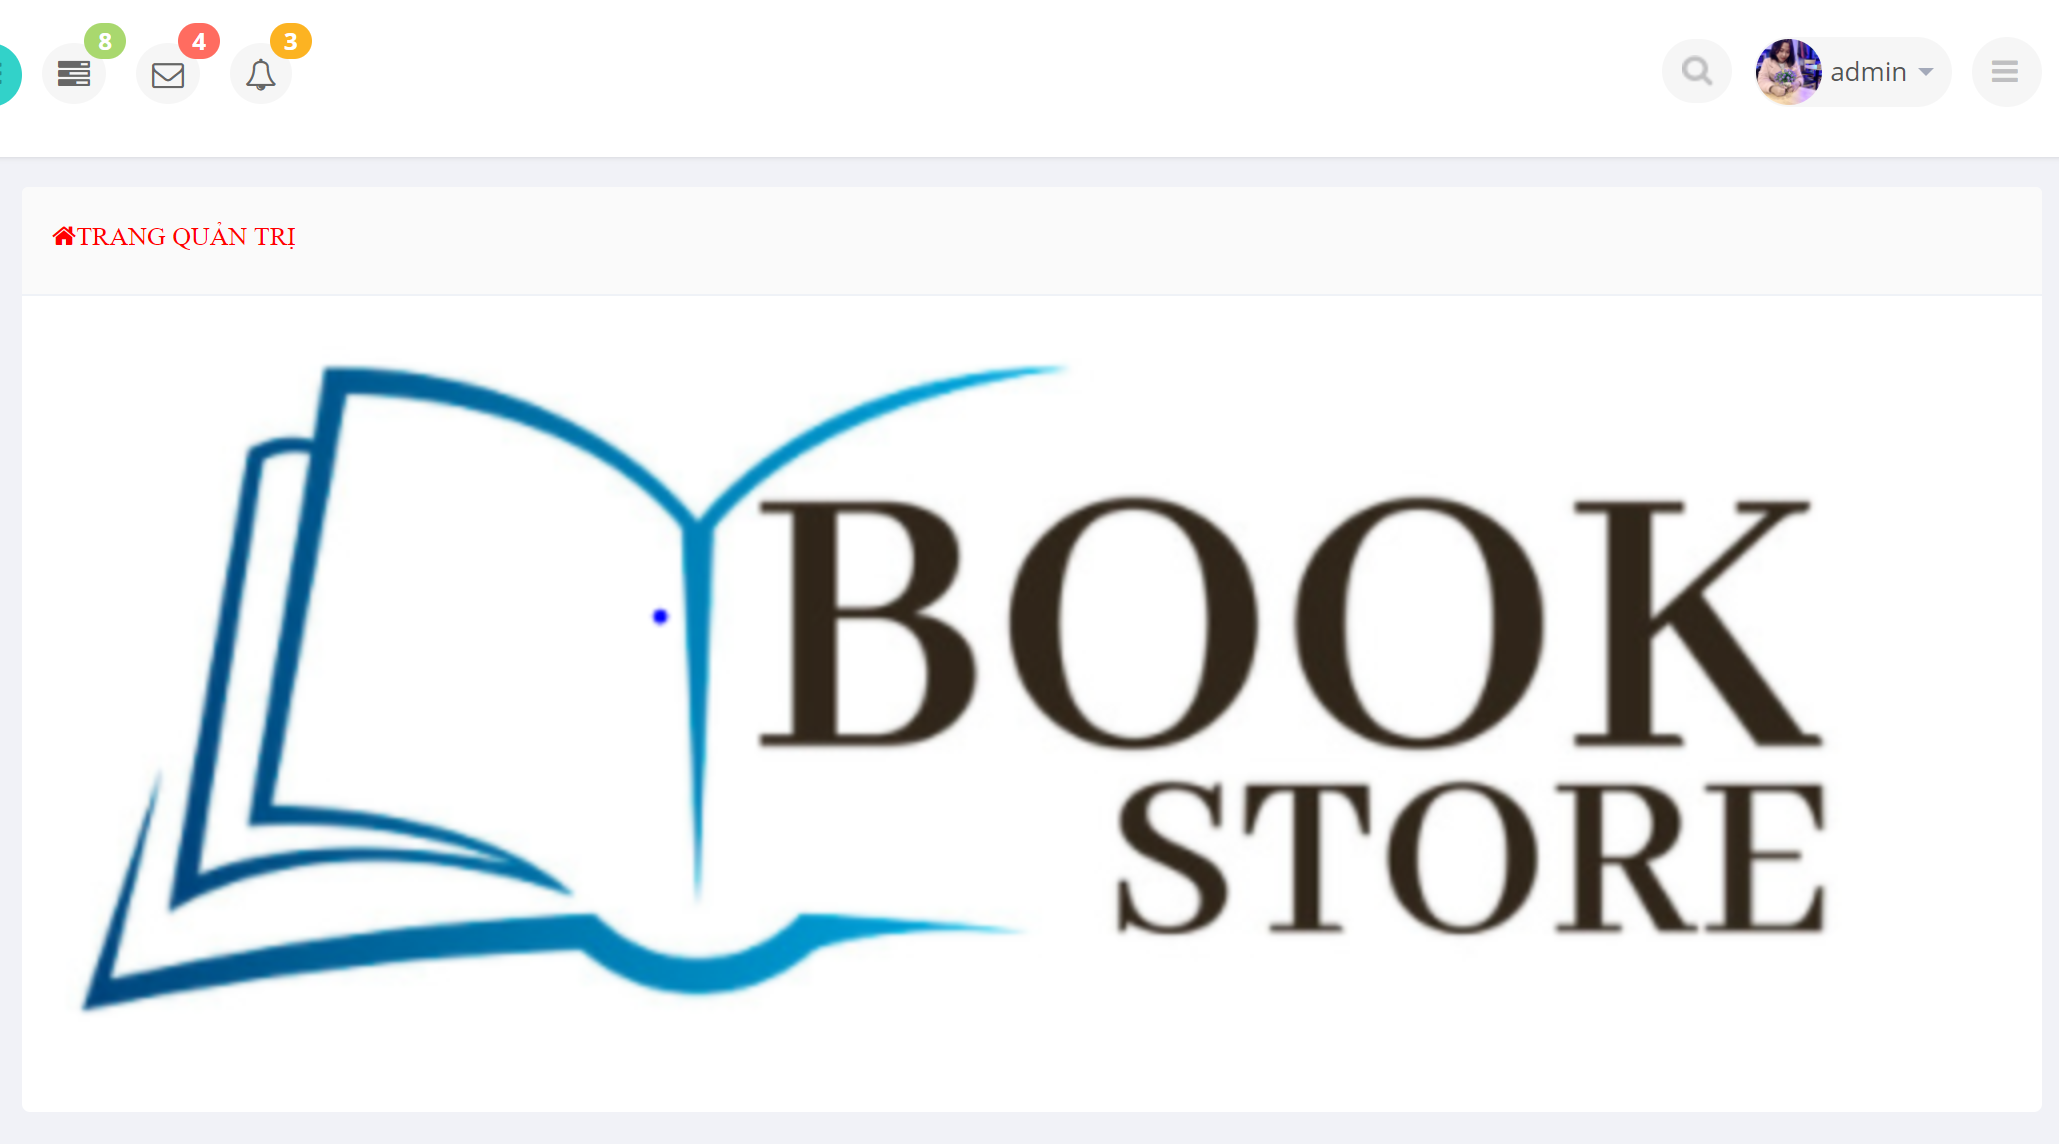 8
4
3
admin
TRANG QUẢN TRỊ
BOOK
STORE